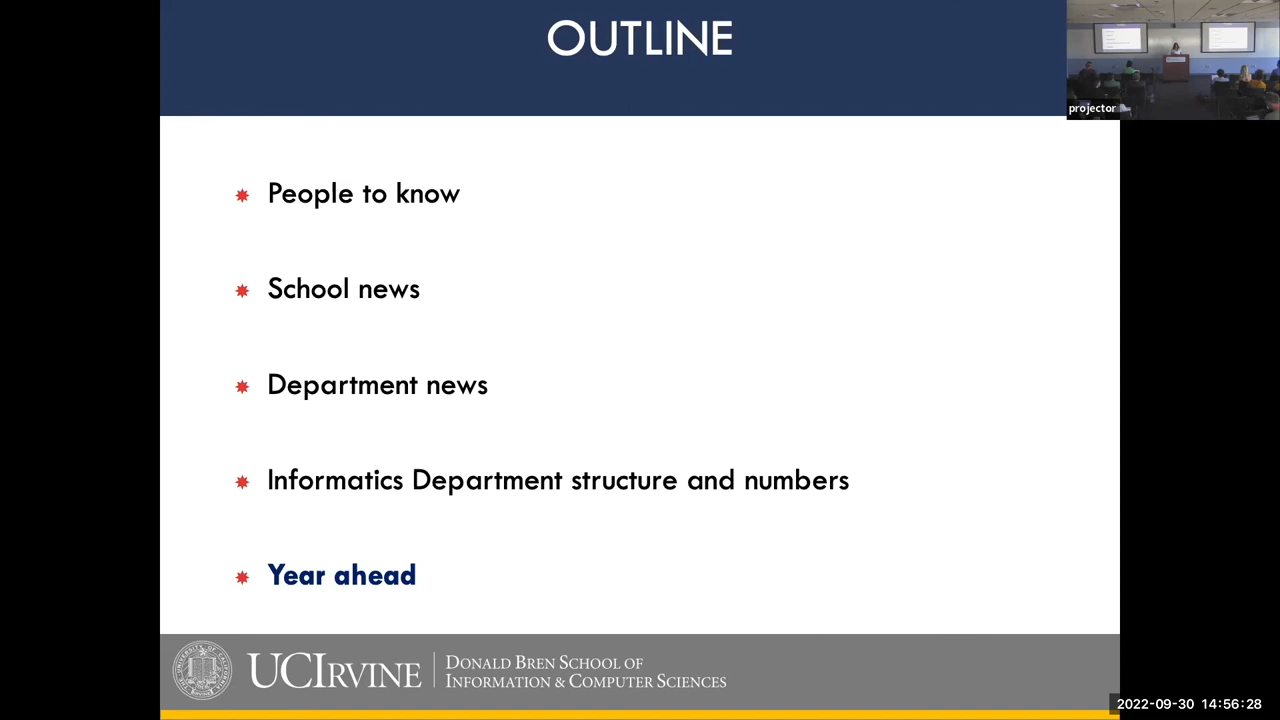 OUTLINE
projector
People to know
School news
Department news
Informatics Department structure and numbers
Year ahead
UCIRVINE
DONALD BREN SCHOOL OF
INFORMATION & COMPUTER SCIENCES
2022-09-30 14:56:28